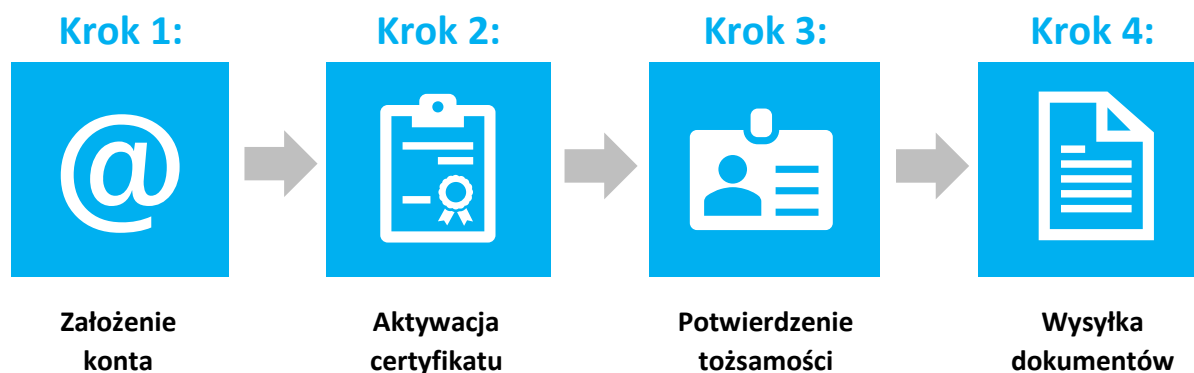 Krok 1:
Krok 2:
Krok 3:
Krok 4:
@
Założenie
konta
Aktywacja
certyfikatu
Potwierdzenie
tożsamości
Wysyłka
dokumentów